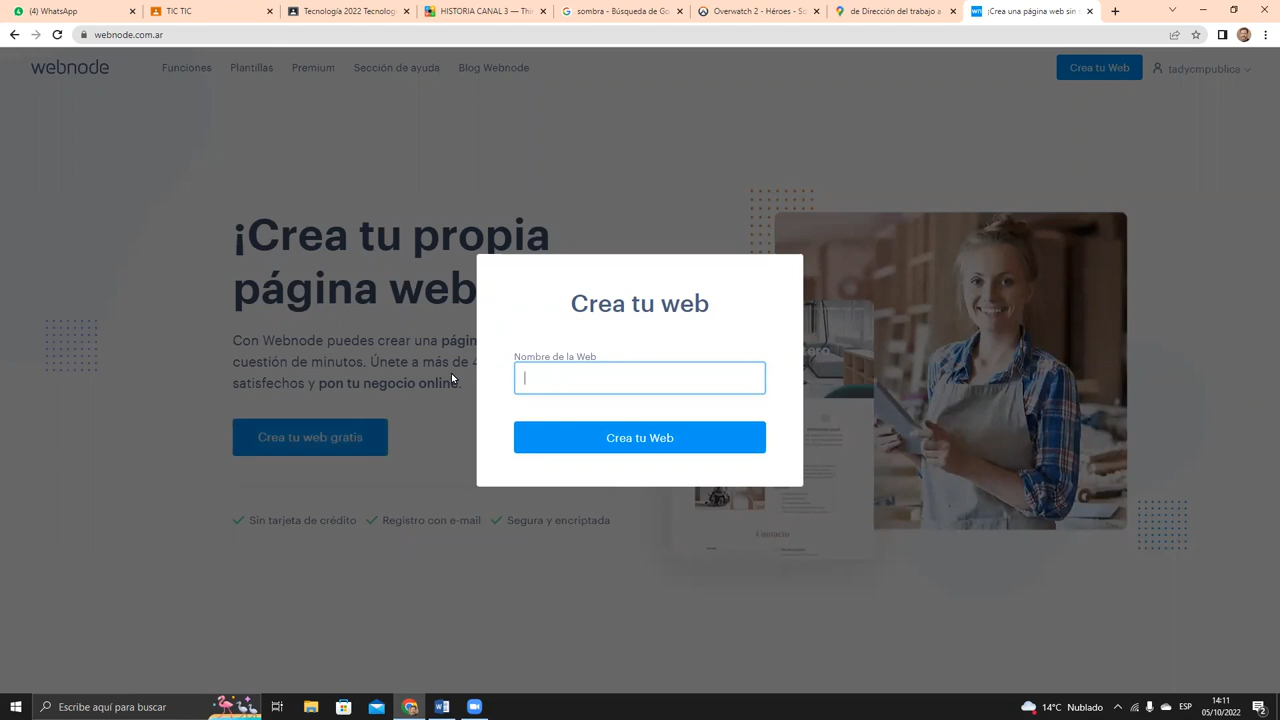 (4) WhatsApp
TIC TIC
Tecnología 2022 Tecnolog
HISTORIA CANAL 3 — Thi
sombra - Búsqueda de Go
Overwatch 2 - Héroes - So
de Dirección del trabajo a
¡Crea una página web sin
webnode.com.ar
webnode
Funciones
Plantillas
Premium
Sección de ayuda
Blog Webnode
Crea tu Web
tadycmpublica
¡Crea tu propia
página web
Con Webnode puedes crear una págin
cuestión de minutos. Únete a más de 4
satisfechos y pon tu negocio online.
Crea tu web gratis
Sin tarjeta de crédito
Registro con e-mail
Segura y encriptada
Crea tu web
Nombre de la Web
Crea tu Web
Escribe aquí para buscar
14°C Nublado
ESP
14:11
05/10/2022
2